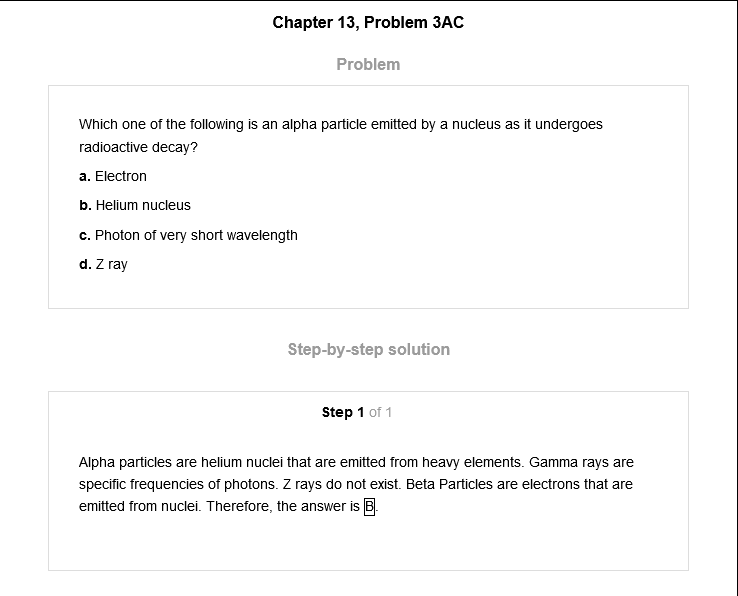 Chapter 13, Problem 3AC
Problem
Which one of the following is an alpha particle emitted by a nucleus as it undergoes
radioactive decay?
a. Electron
b. Helium nucleus
c. Photon of very short wavelength
d. Z ray
Step-by-step solution
Step 1 of 1
Alpha particles are helium nuclei that are emitted from heavy elements. Gamma rays are
specific frequencies of photons. Z rays do not exist. Beta Particles are electrons that are
emitted from nuclei. Therefore, the answer is B.